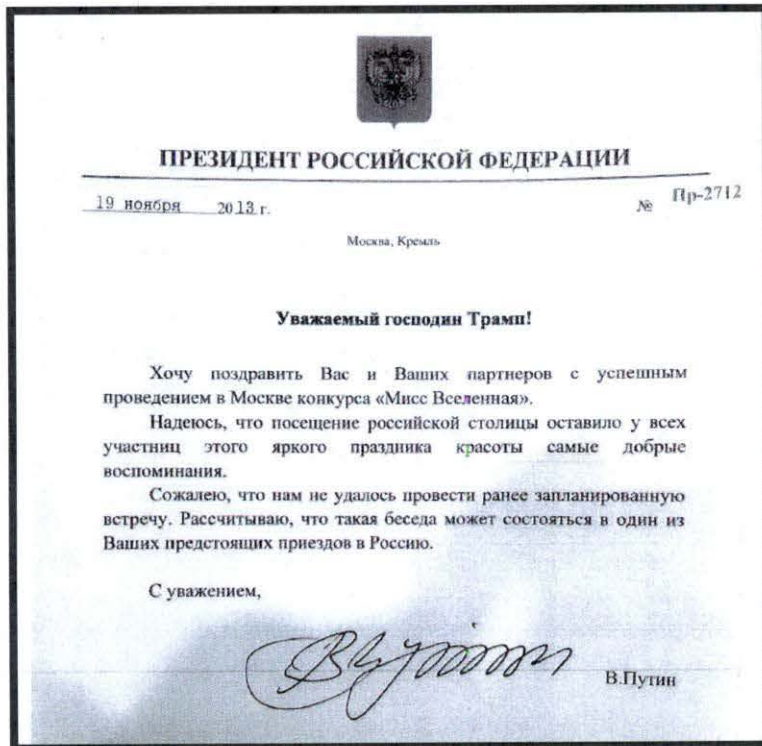 ПРЕЗИДЕНТ РОССИЙСКОЙ ФЕДЕРАЦИИ
19 ноября 2013 г. № Пр-2712
Москва, Кремль
Уважаемый господин Трамп!
Хочу поздравить Вас и Ваших партнеров с успешным
проведением в Москве конкурса «Мисс Вселенная».
Надеюсь, что посещение российской столицы оставило у всех
участниц этого яркого праздника красоты самые добрые
воспоминания.
Сожалею, что нам не удалось провести ранее запланированную
встречу. Рассчитываю, что такая беседа может состояться в один из
Ваших предстоящих приездов в Россию.
С уважением,
В.Путин